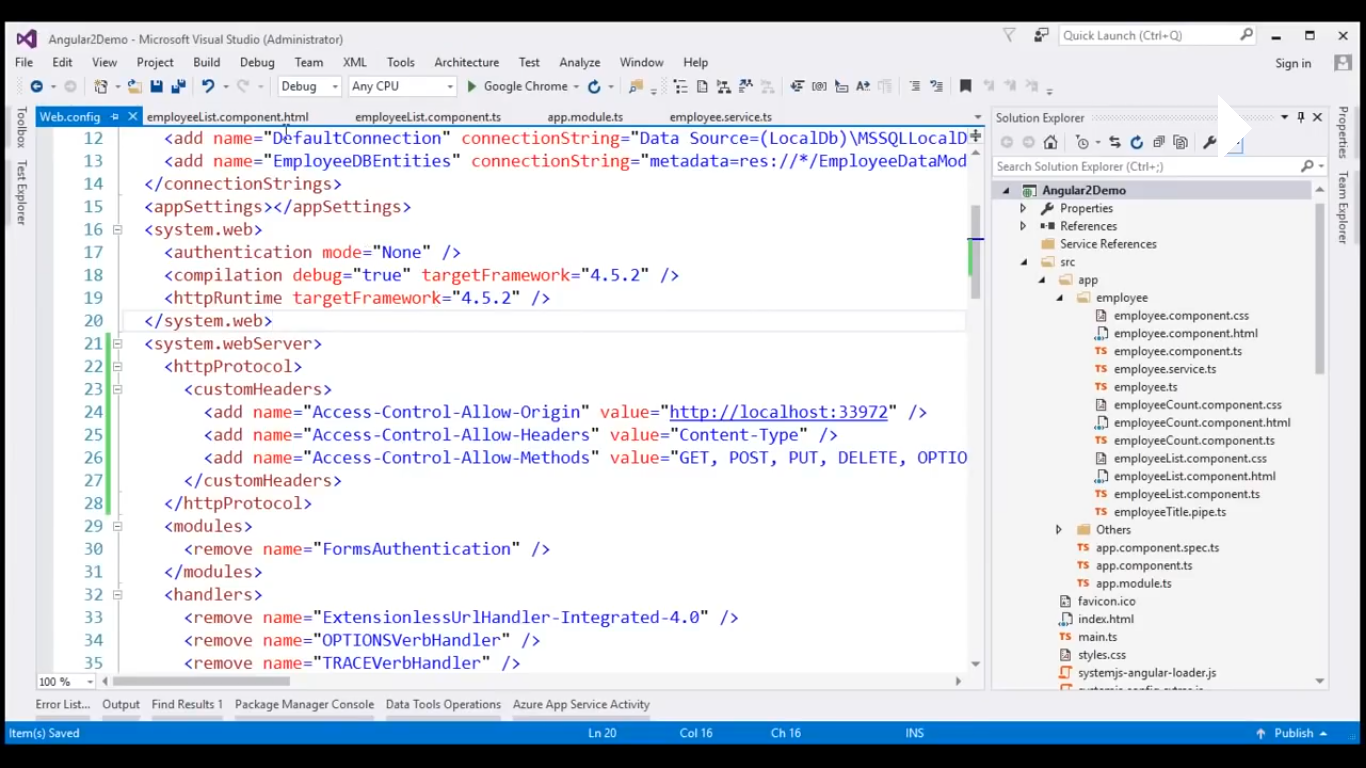 Angular2Demo - Microsoft Visual Studio (Administrator)
Quick Launch (Ctrl+Q)
File Edit View Project Build Debug Team XML Tools Architecture Test Analyze Window Help
Sign in
Debug Any CPU Google Chrome
Toolbox
Test Explorer
Web.config employeeList.component.html employeeList.component.ts app.module.ts employee.service.ts
12 <add name="DefaultConnection" connectionString="Data Source=(LocalDb)\MSSQLLocalD
13 <add name="EmployeeDBEntities" connectionString="metadata=res://*/EmployeeDataMod
14 </connectionStrings>
15 <appSettings></appSettings>
16 <system.web>
17 <authentication mode="None" />
18 <compilation debug="true" targetFramework="4.5.2" />
19 <httpRuntime targetFramework="4.5.2" />
20 </system.web>
21 <system.webServer>
22 <httpProtocol>
23 <customHeaders>
24 <add name="Access-Control-Allow-Origin" value="http://localhost:33972" />
25 <add name="Access-Control-Allow-Headers" value="Content-Type" />
26 <add name="Access-Control-Allow-Methods" value="GET, POST, PUT, DELETE, OPTIO
27 </customHeaders>
28 </httpProtocol>
29 <modules>
30 <remove name="FormsAuthentication" />
31 </modules>
32 <handlers>
33 <remove name="ExtensionlessUrlHandler-Integrated-4.0" />
34 <remove name="OPTIONSVerbHandler" />
35 <remove name="TRACEVerbHandler" />
100 %
Solution Explorer
Search Solution Explorer (Ctrl+;)
Angular2Demo
Properties
References
Service References
src
app
employee
employee.component.css
employee.component.html
employee.component.ts
employee.service.ts
employee.ts
employeeCount.component.css
employeeCount.component.html
employeeCount.component.ts
employeeList.component.css
employeeList.component.html
employeeList.component.ts
employeeTitle.pipe.ts
Others
app.component.spec.ts
app.component.ts
app.module.ts
favicon.ico
index.html
main.ts
styles.css
systemjs-angular-loader.js
Properties
Team Explorer
Error List... Output Find Results 1 Package Manager Console Data Tools Operations Azure App Service Activity
Item(s) Saved Ln 20 Col 16 Ch 16 INS Publish